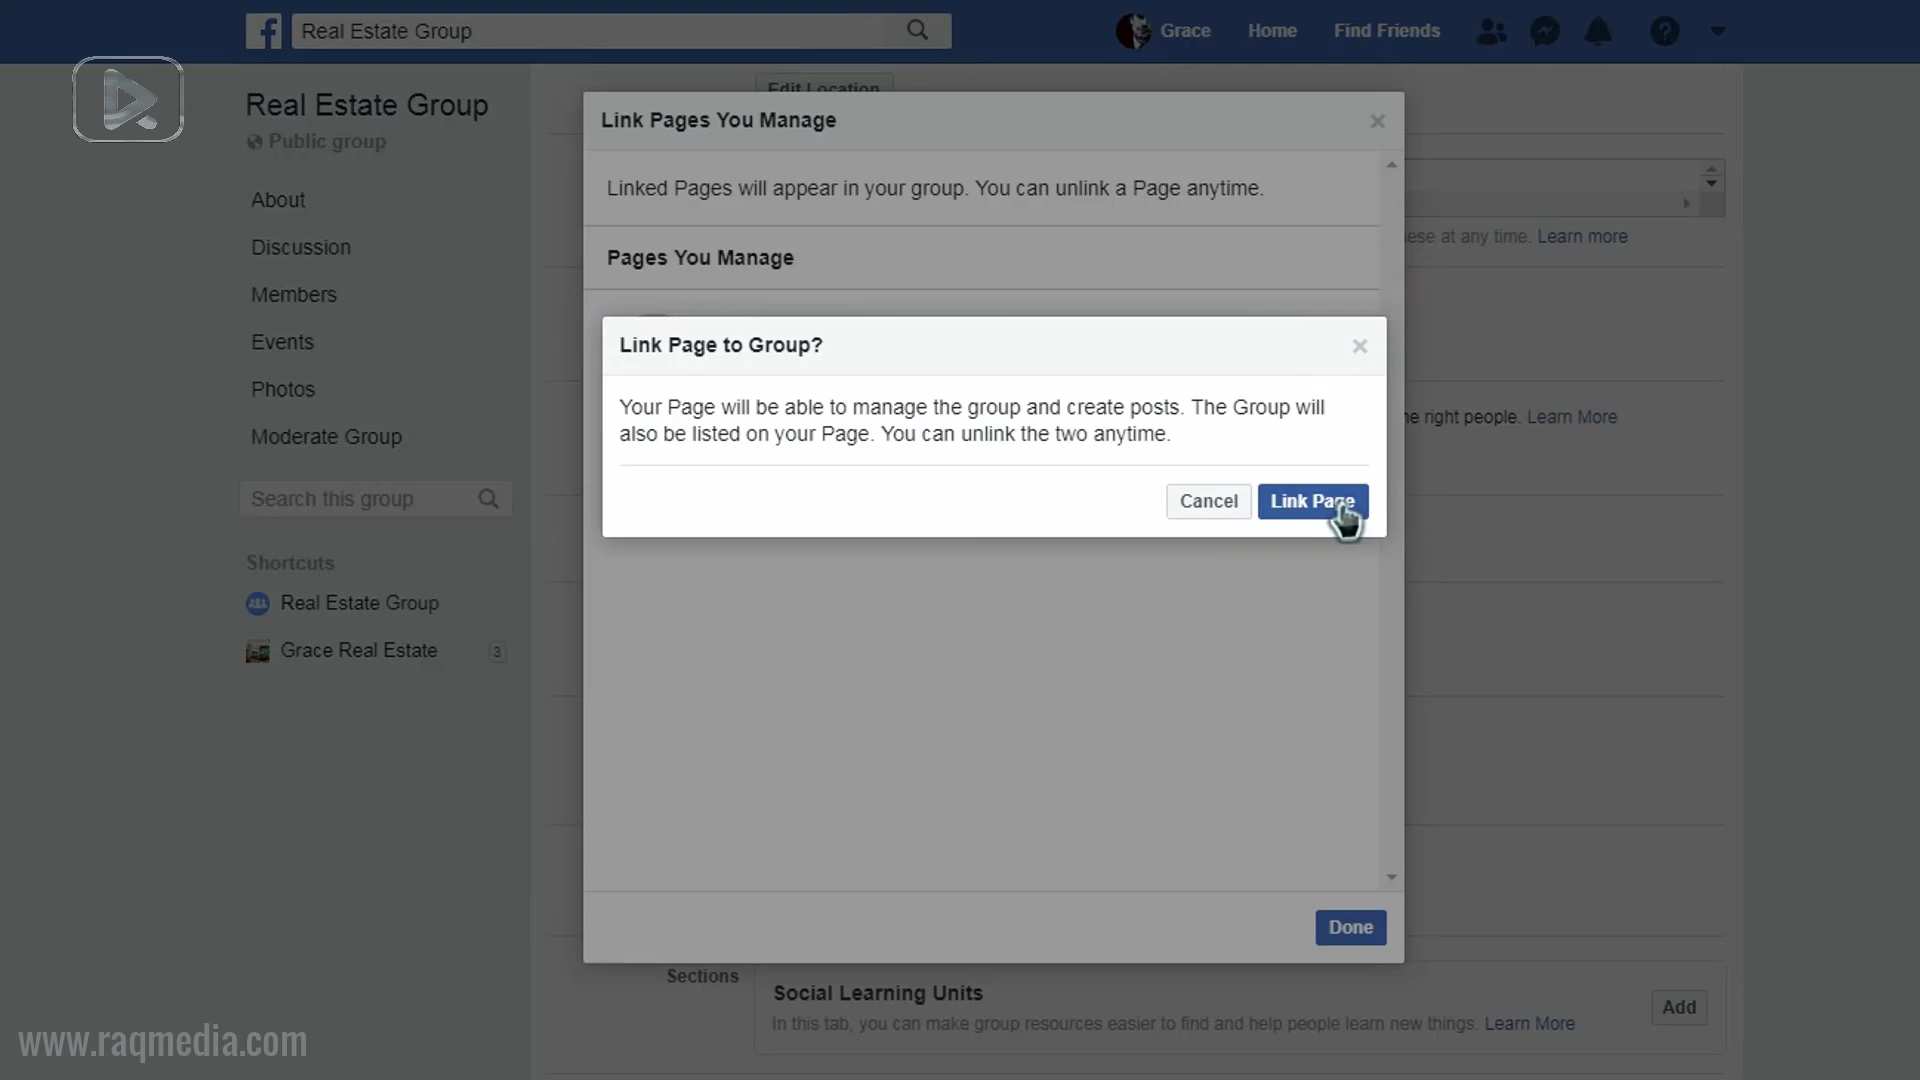 Real Estate Group
Grace
Home
Find Friends
Real Estate Group
Public group
About
Discussion
Members
Events
Photos
Moderate Group
Search this group
Shortcuts
Real Estate Group
Grace Real Estate
3
Edit Location
Link Pages You Manage
Linked Pages will appear in your group. You can unlink a Page anytime.
Pages You Manage
Link Page to Group?
Your Page will be able to manage the group and create posts. The Group will
also be listed on your Page. You can unlink the two anytime.
Cancel
Link Page
at any time. Learn more
right people. Learn More
Done
Sections
Social Learning Units
In this tab, you can make group resources easier to find and help people learn new things. Learn More
Add
www.raqmedia.com